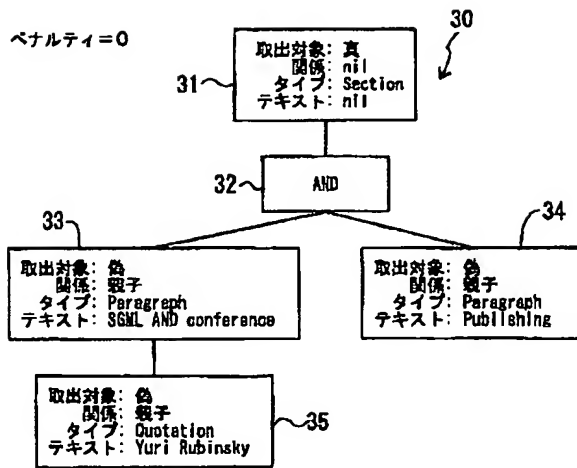 ペナルティ=0
30
31
取出対象: 真
関係: nil
タイプ: Section
テキスト: nil
32
AND
33
取出対象: 偽
関係:親子
タイプ: Paragraph
テキスト: SGML AND conference
34
取出対象: 偽
関係: 親子
タイプ: Paragraph
テキスト: Publishing
取出対象: 偽
関係: 親子
タイプ: Quotation
テキスト: Yuri Rubinsky
35